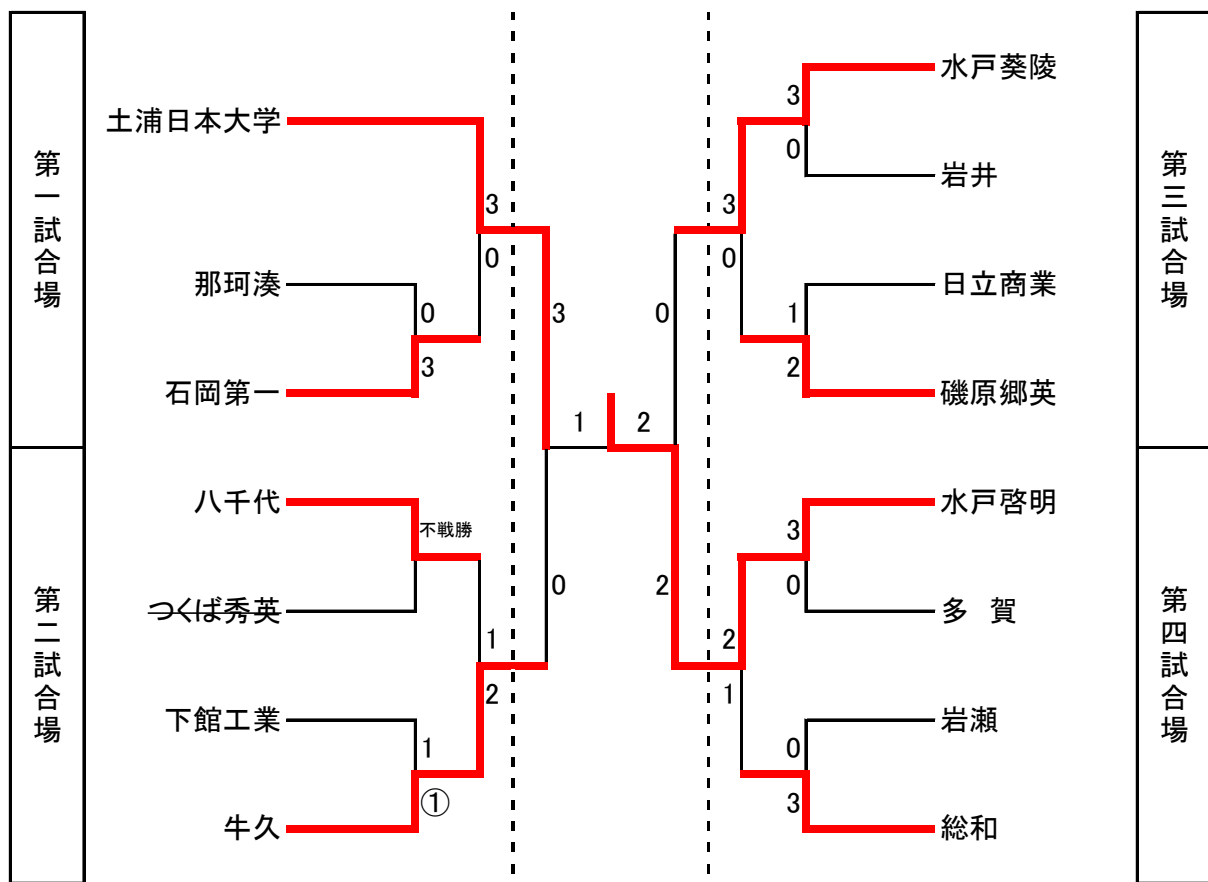 第一試合場
第二試合場
土浦日本大学
那珂湊
石岡第一
八千代
つくば秀英
下館工業
牛久
3
0
0
3
不戦勝
1
2
1
①
3
0
1
2
0
2
水戸葵陵
岩井
日立商業
磯原郷英
水戸啓明
多 賀
岩瀬
総和
3
0
3
0
1
2
3
0
2
1
0
3
第三試合場
第四試合場